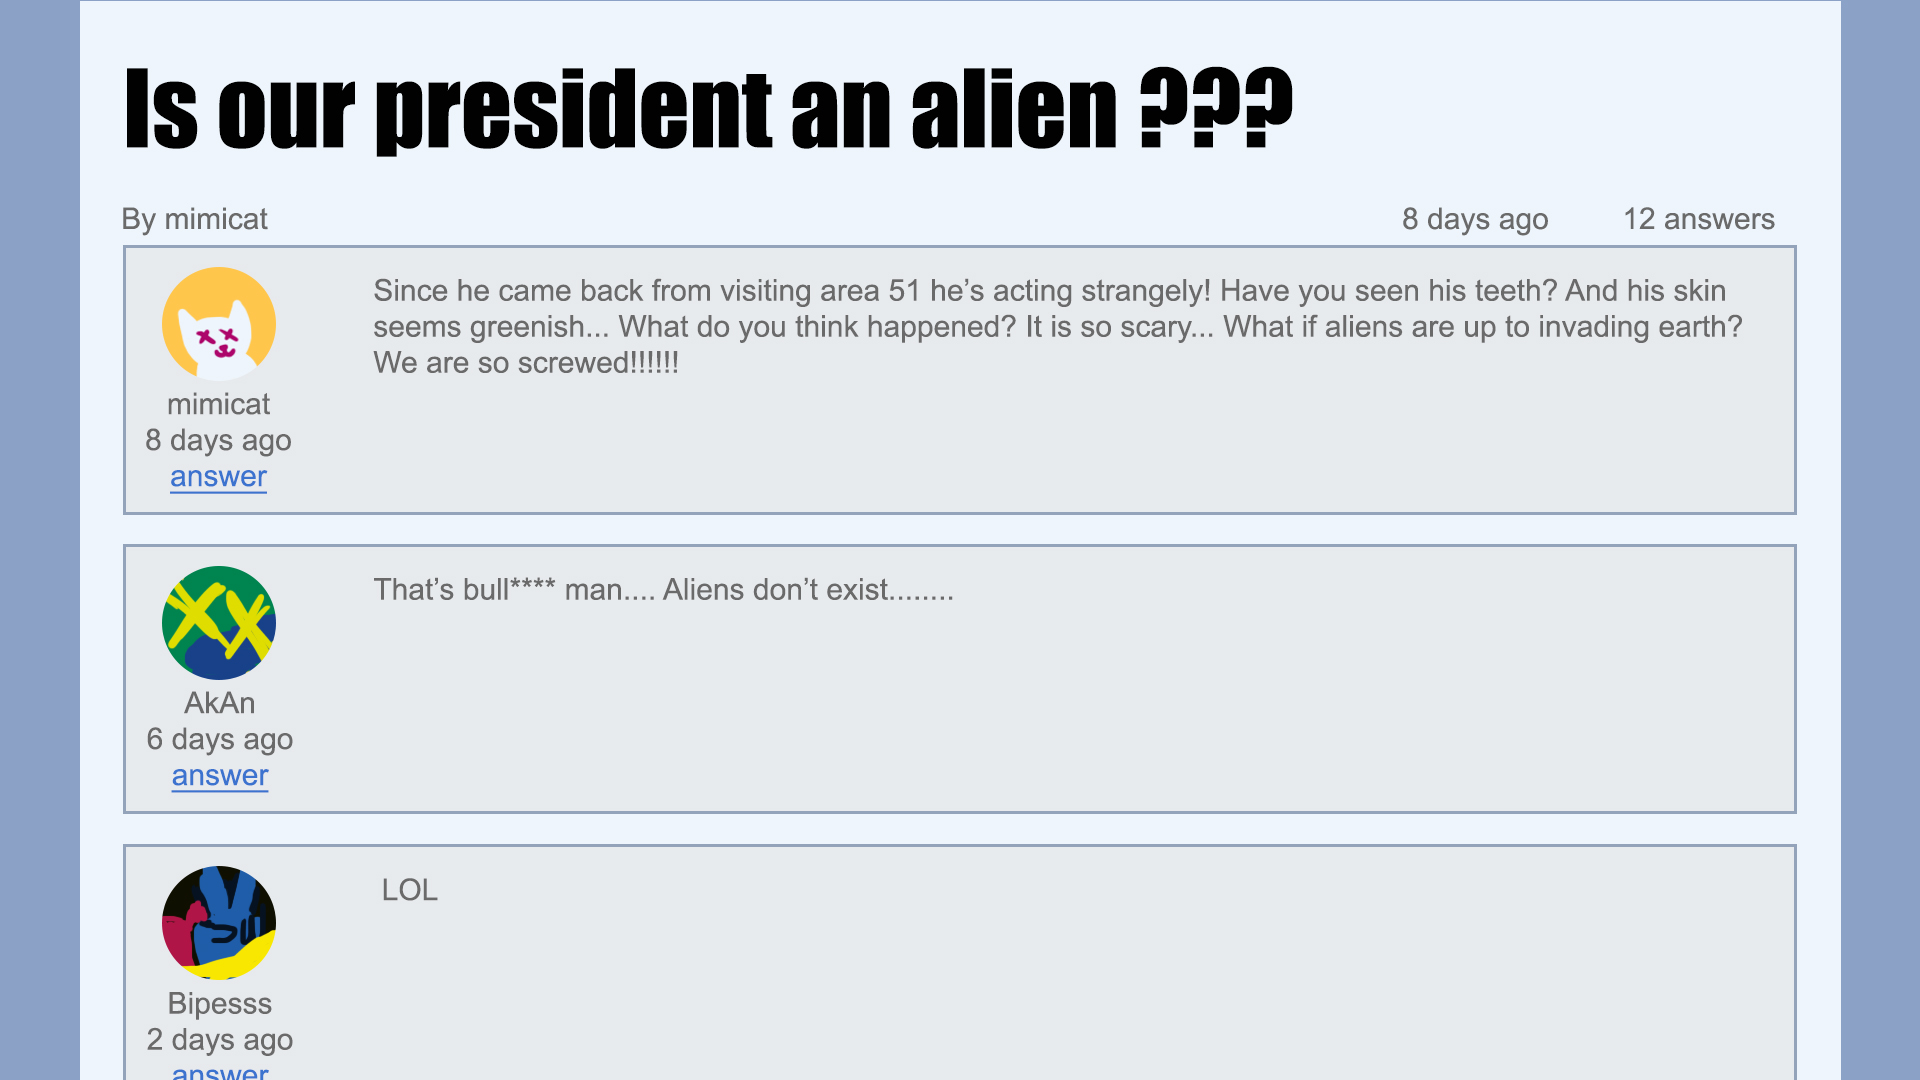 Is our president an alien ???
By mimicat
8 days ago
12 answers
Since he came back from visiting area 51 he’s acting strangely! Have you seen his teeth? And his skin
seems greenish... What do you think happened? It is so scary... What if aliens are up to invading earth?
We are so screwed!!!!!!
mimicat
8 days ago
answer
That’s bull**** man.... Aliens don’t exist........
AkAn
6 days ago
answer
LOL
Bipesss
2 days ago
answer